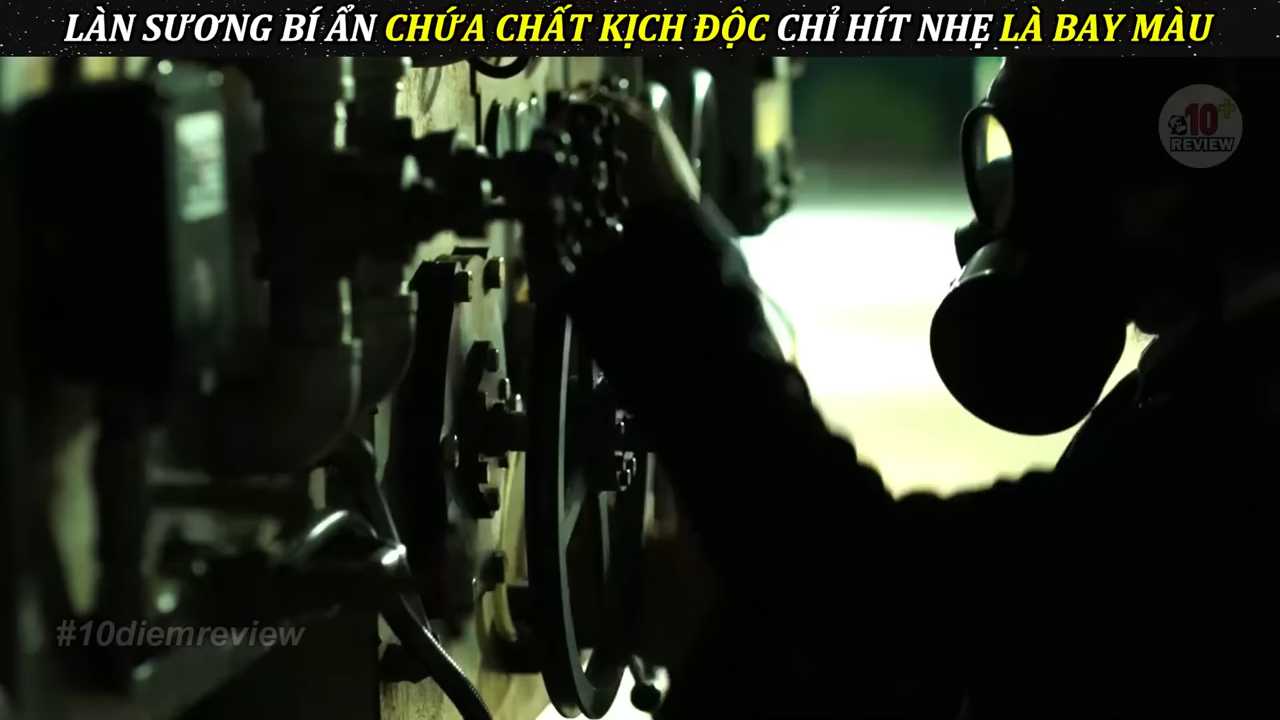 LÀN SƯƠNG BÍ ẨN CHỨA CHẤT KỊCH ĐỘC CHỈ HÍT NHẸ LÀ BAY MÀU
10+
REVIEW
#10diemreview